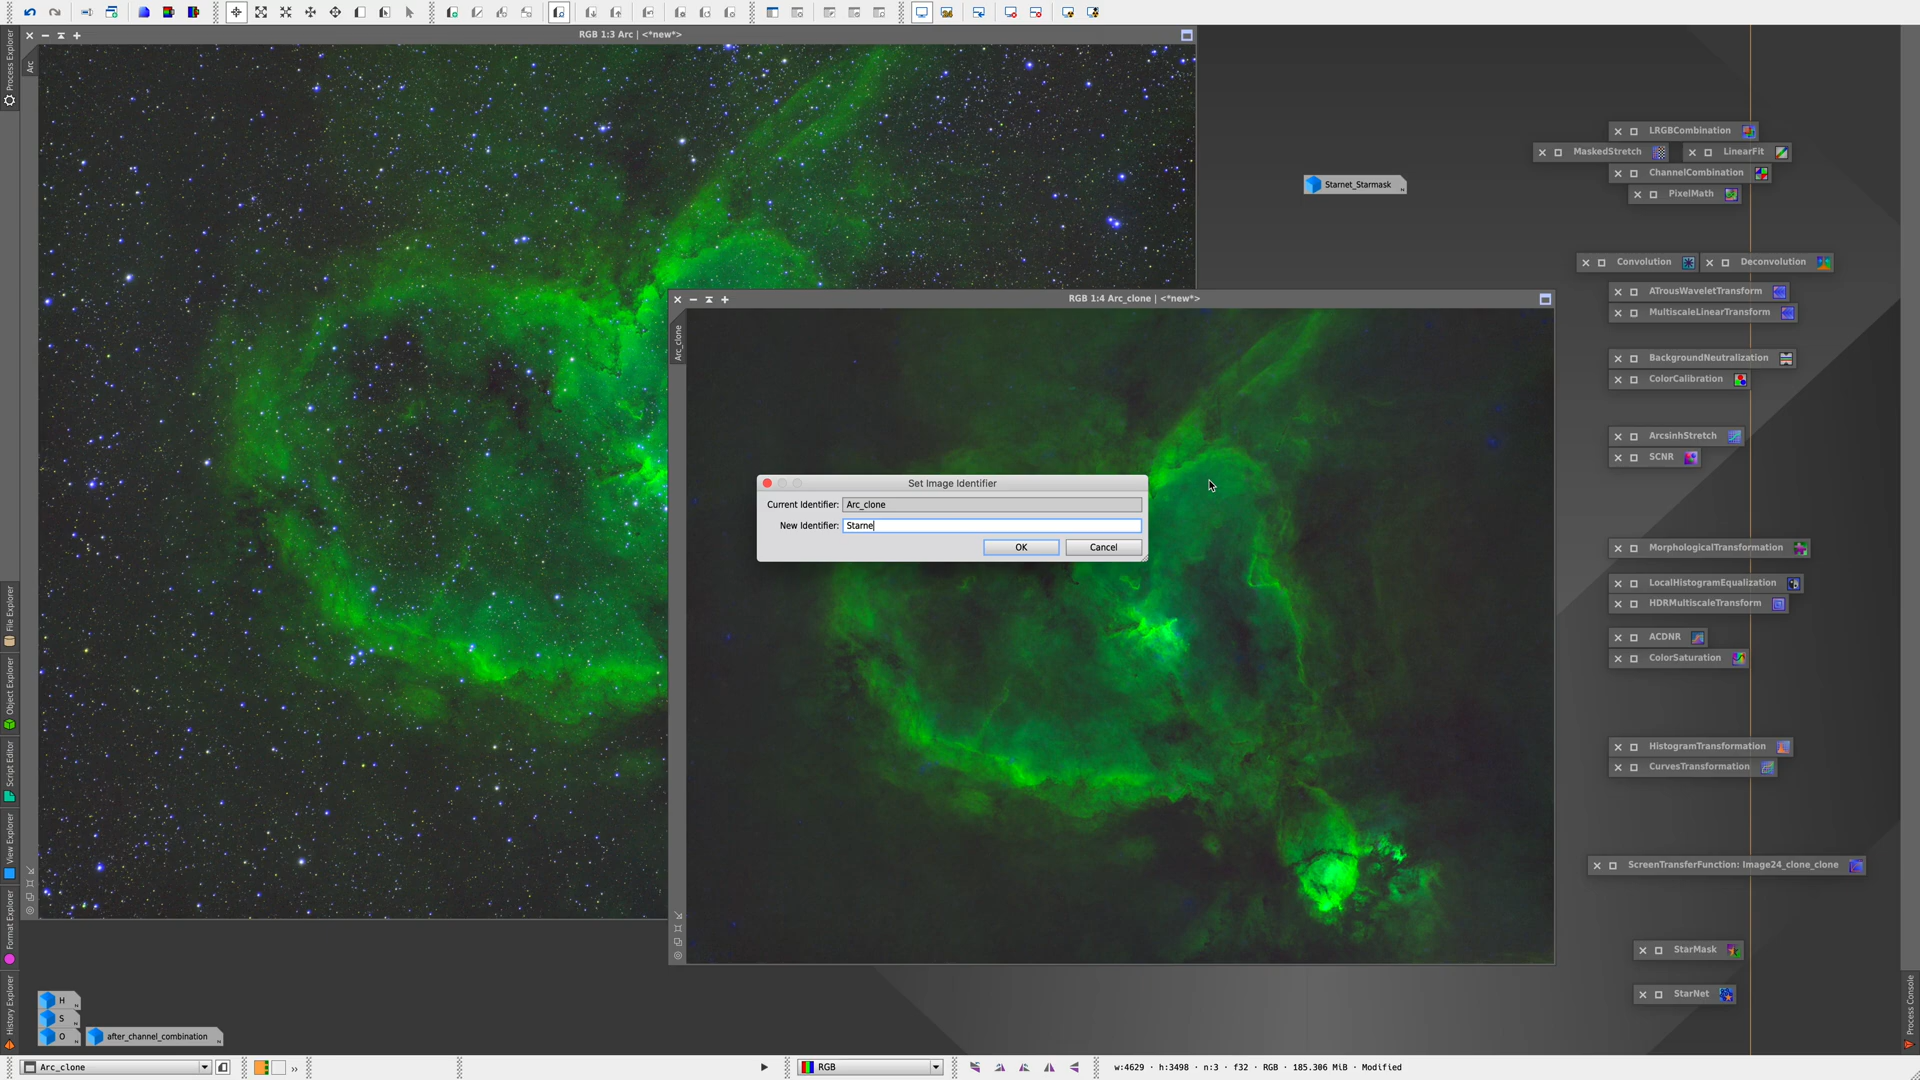 RGB 1:3 Arc | <*new*>
Process Explorer
Arc
LRGBCombination
MaskedStretch
LinearFit
ChannelCombination
PixelMath
Starnet_Starmask
N
Convolution
Deconvolution
ATrousWaveletTransform
MultiscaleLinearTransform
RGB 1:4 Arc_clone | <*new*>
Arc_clone
BackgroundNeutralization
ColorCalibration
ArcsinhStretch
SCNR
Set Image Identifier
Current Identifier: Arc_clone
New Identifier: Starne
OK
Cancel
MorphologicalTransformation
LocalHistogramEqualization
HDRMultiscaleTransform
ACDNR
ColorSaturation
File Explorer
Object Explorer
Script Editor
View Explorer
Format Explorer
History Explorer
HistogramTransformation
CurvesTransformation
ScreenTransferFunction: Image24_clone_clone
StarMask
StarNet
Process Console
H
N
S
N
O
N
after_channel_combination
N
Arc_clone
RGB
w:4629 · h:3498 · n:3 · f32 · RGB · 185.306 MiB · Modified